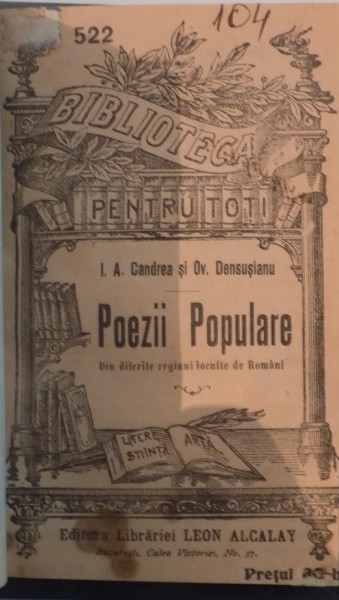 104
522
BIBLIOTECA
PENTRU TOȚI
I. A. Candrea și Ov. Densușianu
Poezii Populare
Din diferite regiuni locuite de Români
LITERE
ȘTIINȚĂ
ARTĂ
Editura Librăriei LEON ALCALAY
București, Calea Victoriei, No. 37.
Prețul